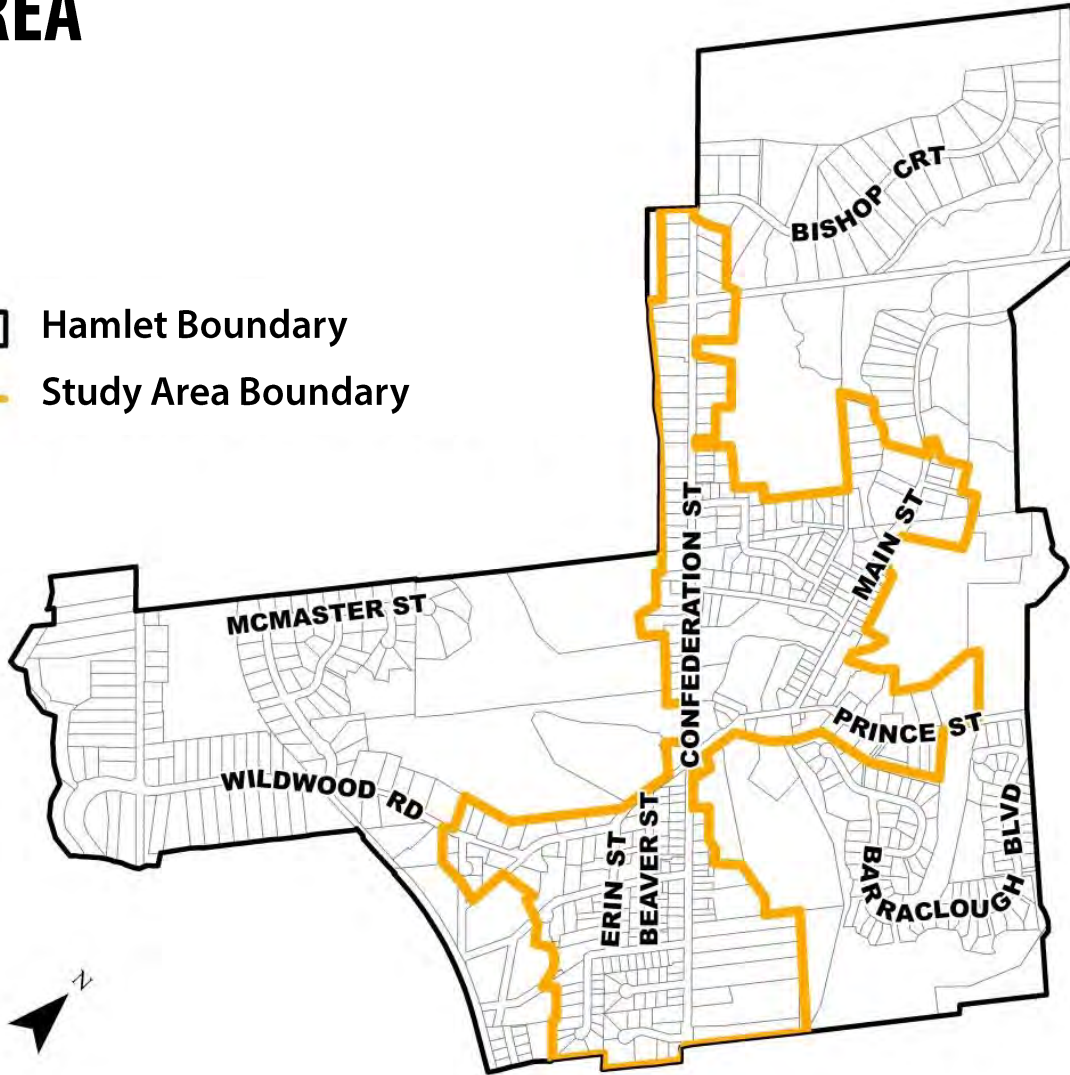 REA
Hamlet Boundary
Study Area Boundary
BISHOP CRT
CONFEDERATION ST
MAIN ST
MCMASTER ST
PRINCE ST
WILDWOOD RD
ERIN ST
BEAVER ST
BARRACLOUGH BLVD
N